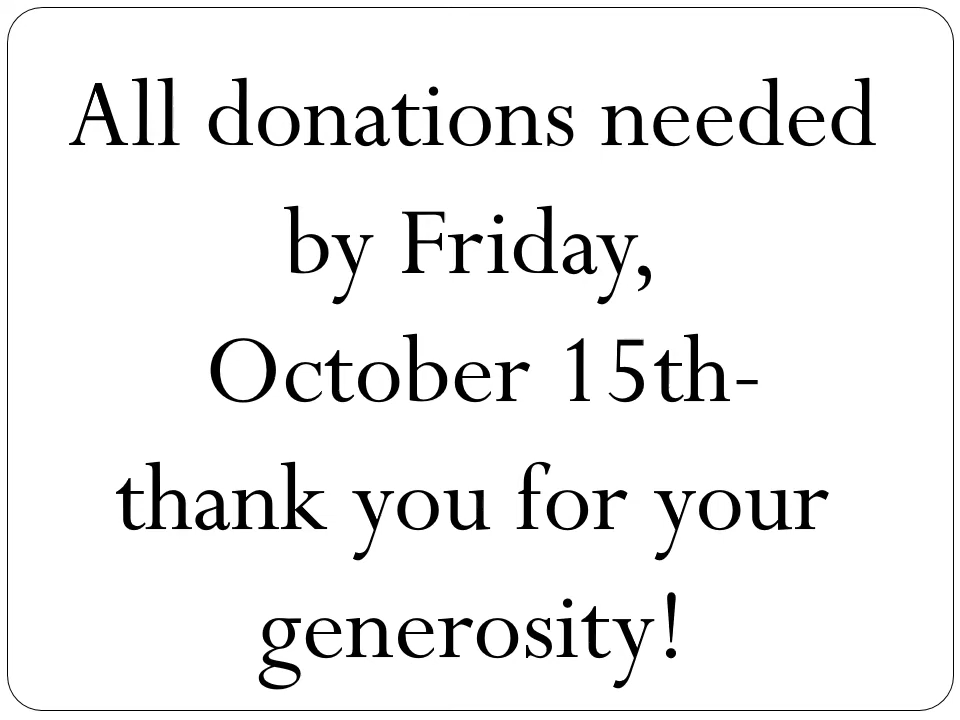 All donations needed
by Friday,
October 15th-
thank you for your
generosity!